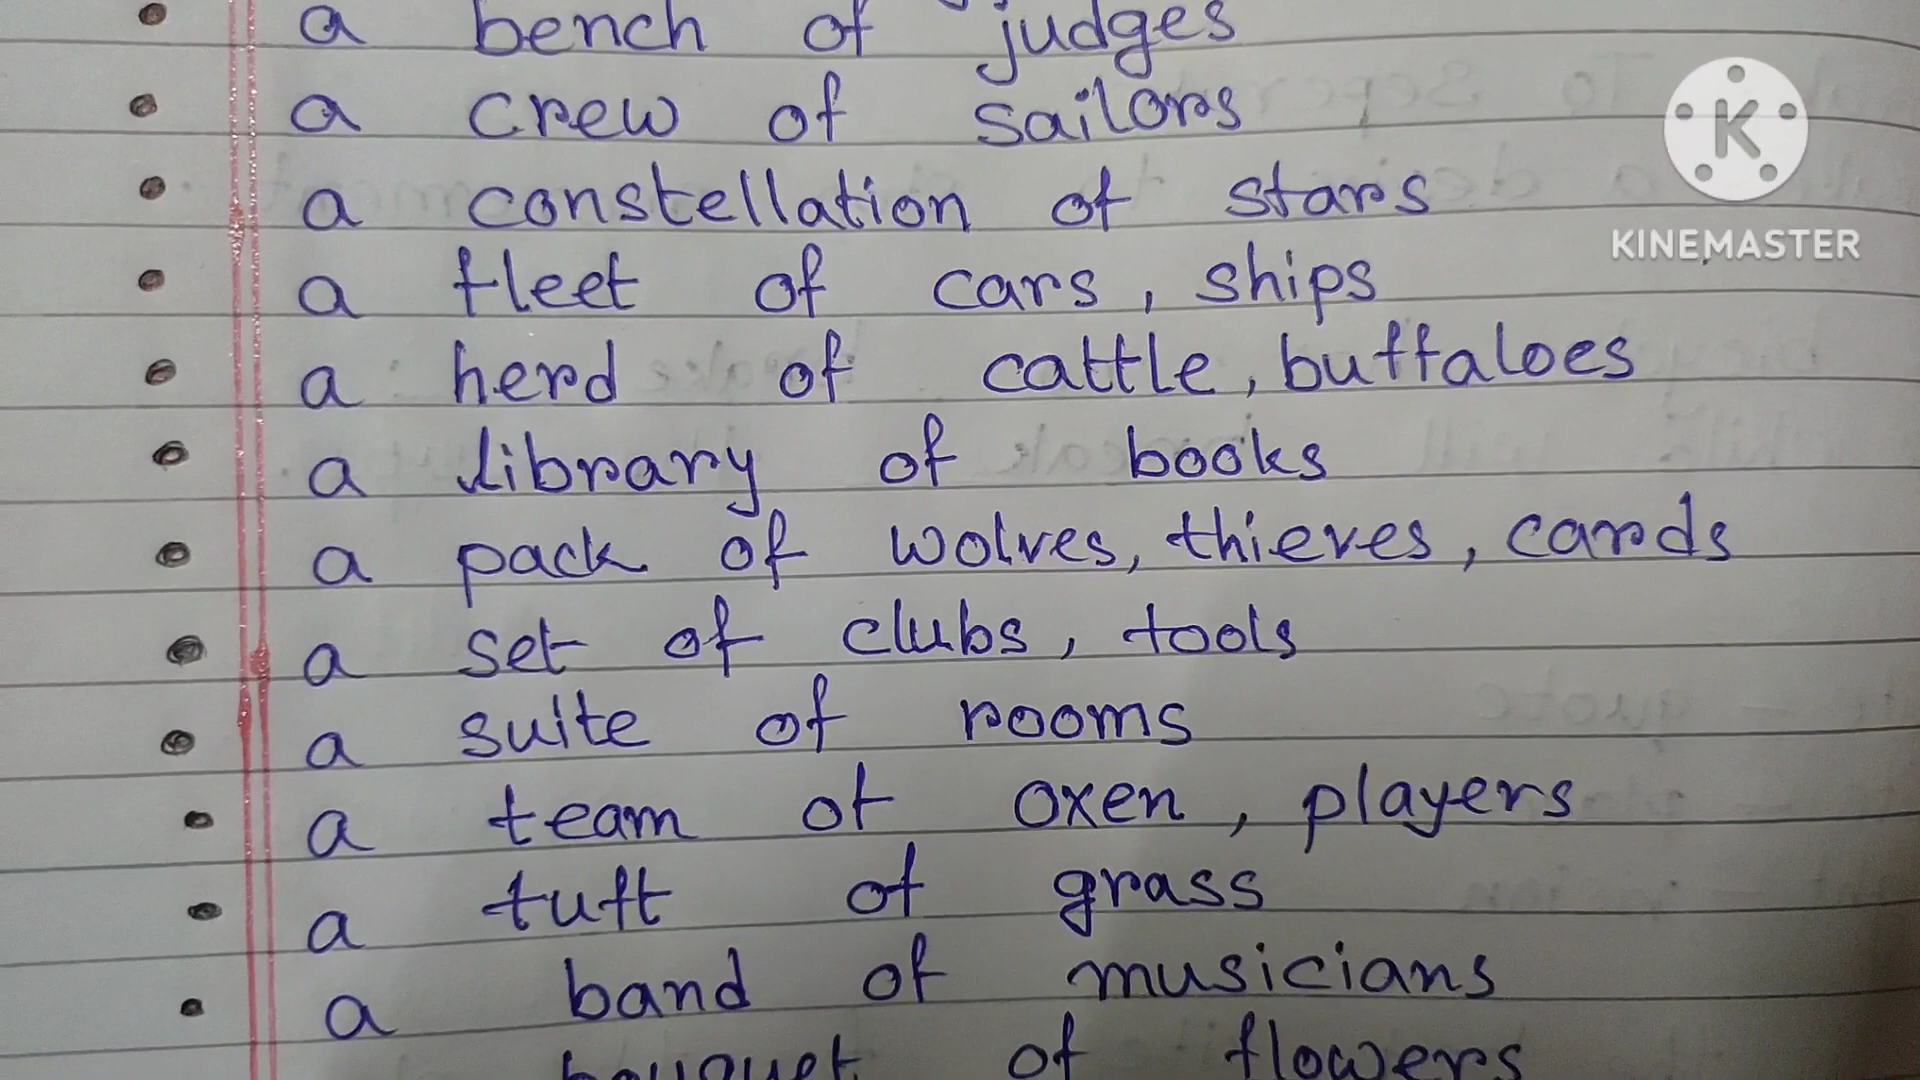 a bench of judges
a crew of sailors
a constellation of stars
a fleet of cars, ships
a herd of cattle, buffaloes
a library of books
a pack of wolves, thieves, cards
a set of clubs, tools
a suite of rooms
a team of oxen, players
a tuft of grass
a band of musicians
bouquet of flowers
K
KINEMASTER